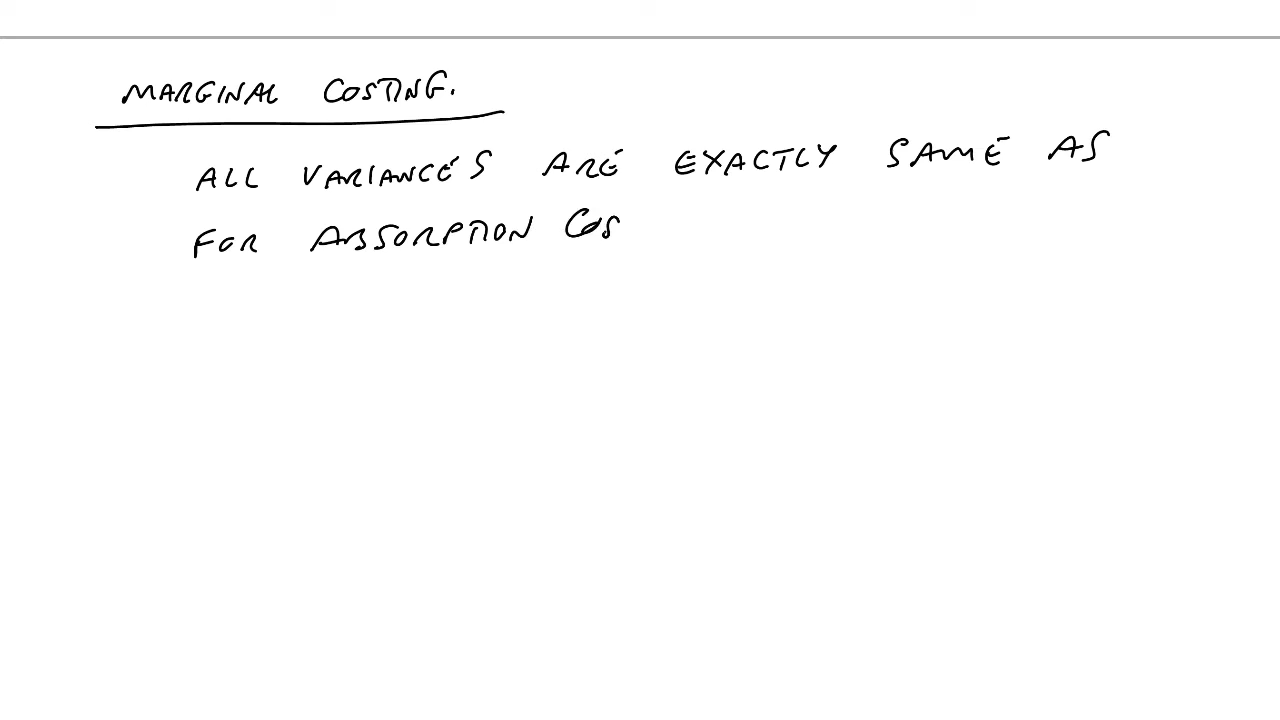 MARGINAL COSTING.
ALL VARIANCES ARE EXACTLY SAME AS
FOR ABSORPTION COS